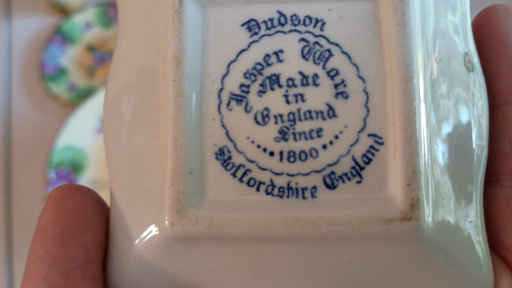 Dudson
Jasper Ware
Made
in
England
Since
1800
Staffordshire England